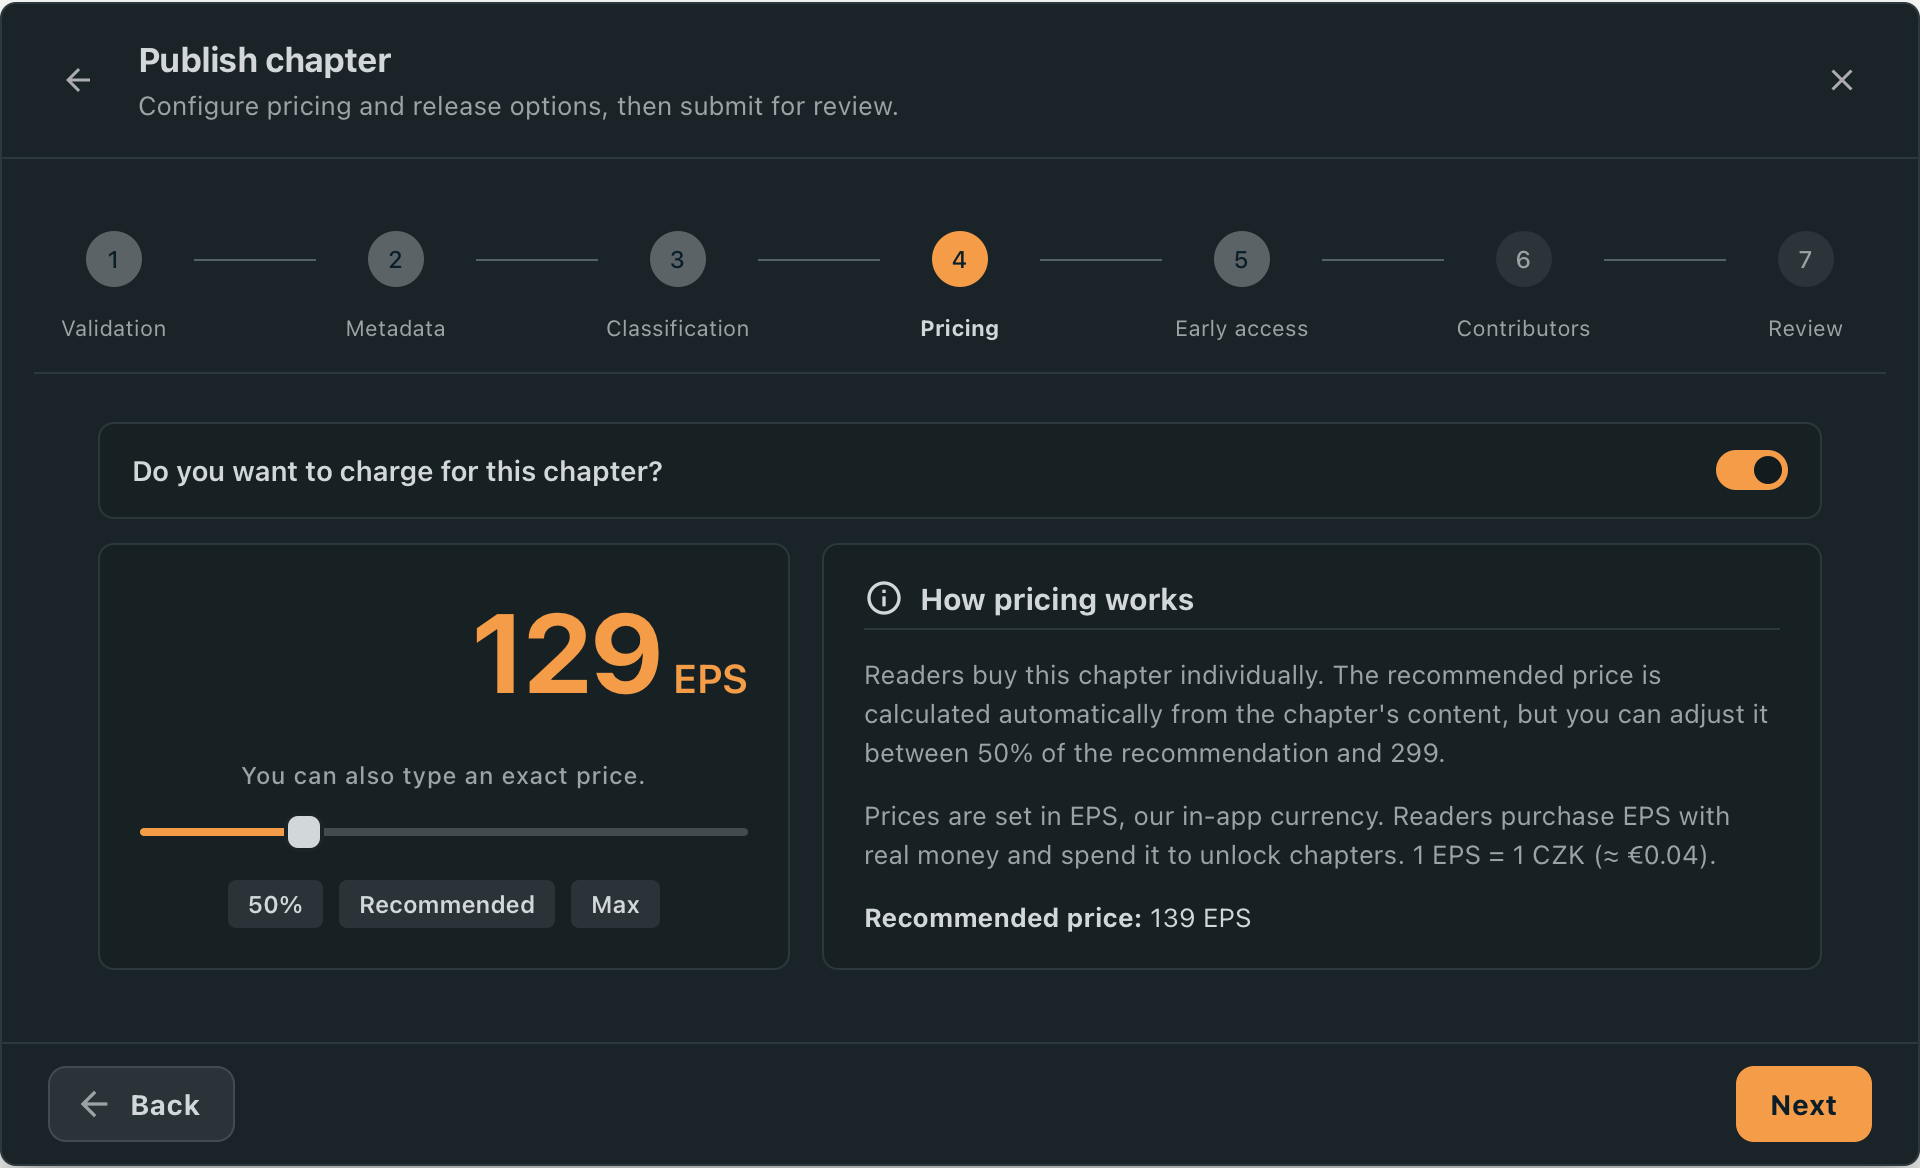 Publish chapter
Configure pricing and release options, then submit for review.
1
2
3
4
5
6
7
Validation
Metadata
Classification
Pricing
Early access
Contributors
Review
Do you want to charge for this chapter?
129 EPS
You can also type an exact price.
50%
Recommended
Max
How pricing works
Readers buy this chapter individually. The recommended price is
calculated automatically from the chapter's content, but you can adjust it
between 50% of the recommendation and 299.
Prices are set in EPS, our in-app currency. Readers purchase EPS with
real money and spend it to unlock chapters. 1 EPS = 1 CZK (≈ €0.04).
Recommended price: 139 EPS
Back
Next